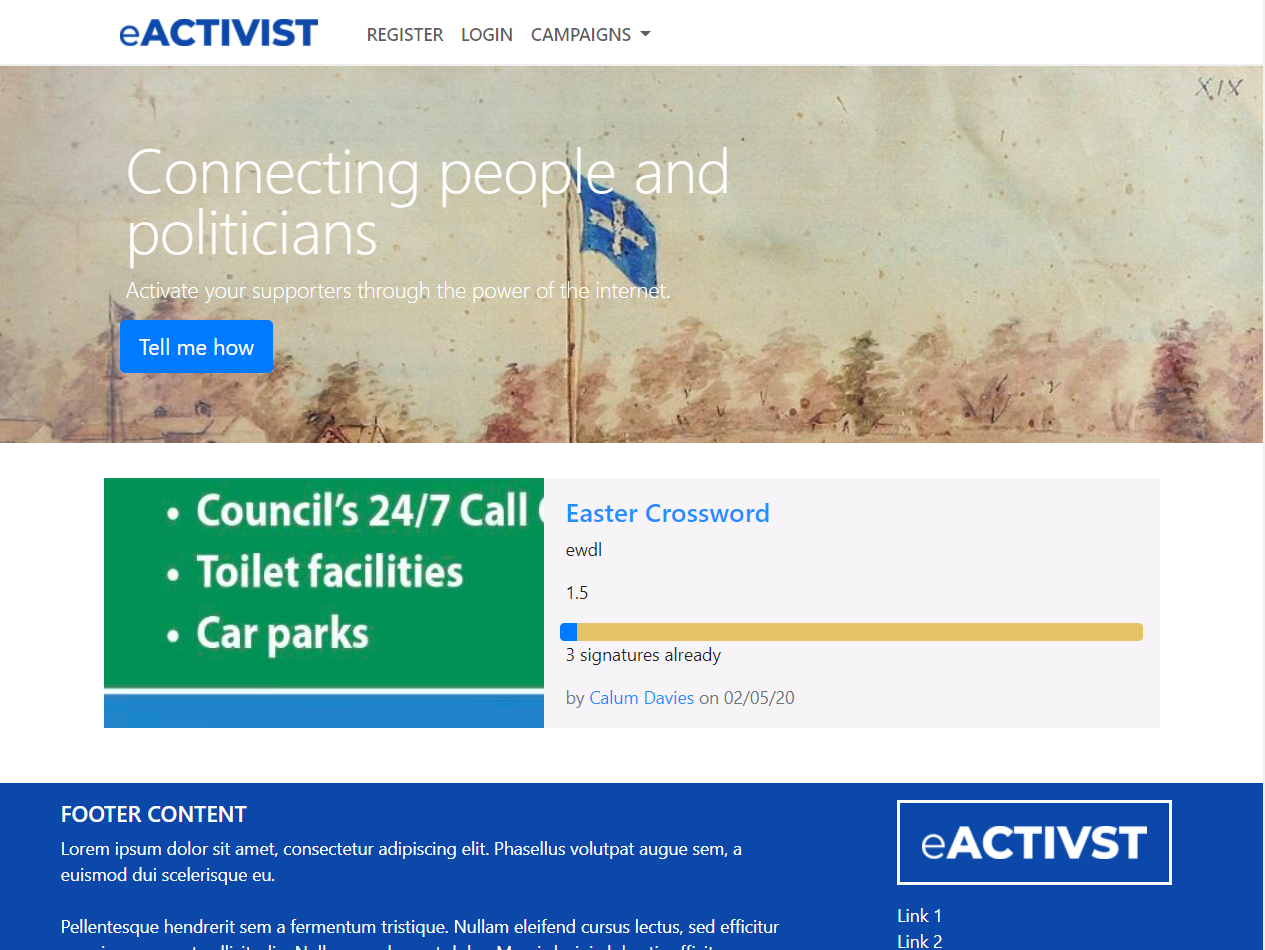 eACTIVIST
REGISTER LOGIN CAMPAIGNS
XIX
Connecting people and
politicians
Activate your supporters through the power of the internet.
Tell me how
• Council's 24/7 Call
• Toilet facilities
• Car parks
Easter Crossword
ewdl
1.5
3 signatures already
by Calum Davies on 02/05/20
FOOTER CONTENT
Lorem ipsum dolor sit amet, consectetur adipiscing elit. Phasellus volutpat augue sem, a
euismod dui scelerisque eu.
Pellentesque hendrerit sem a fermentum tristique. Nullam eleifend cursus lectus, sed efficitur
eACTIVST
Link 1
Link 2